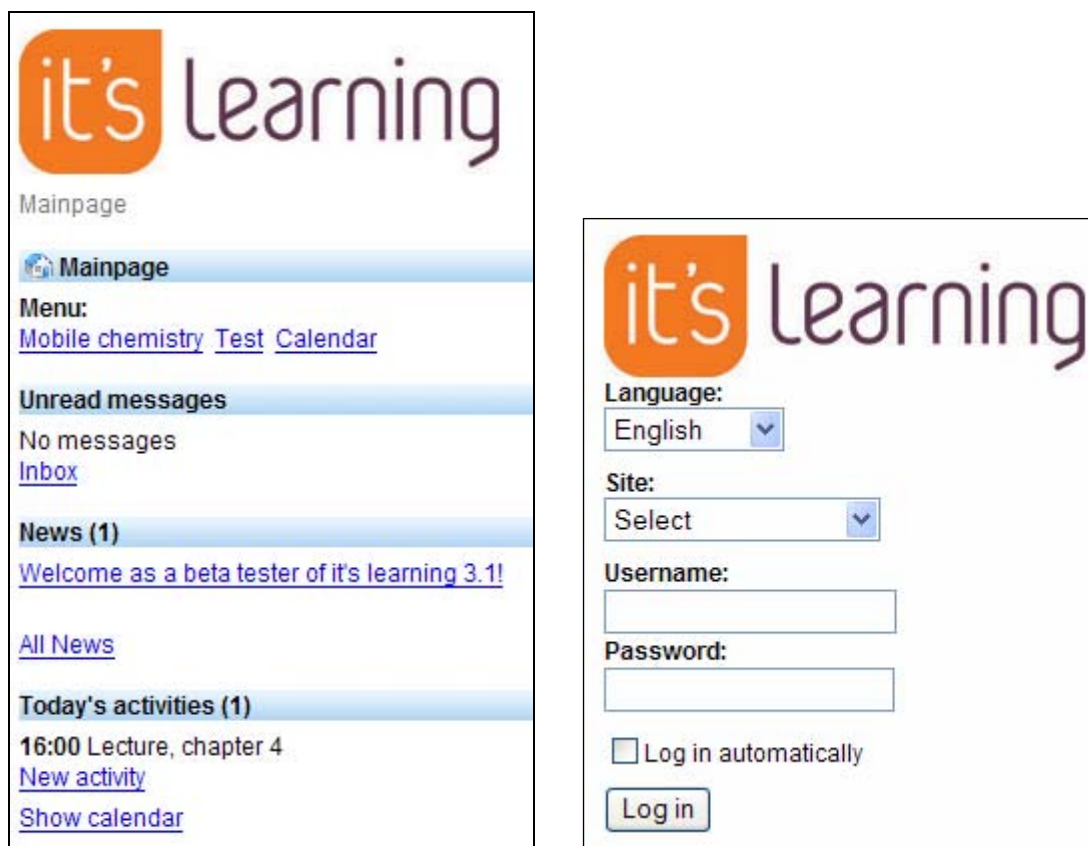 it's learning
Mainpage
Mainpage
Menu:
Mobile chemistry Test Calendar
Unread messages
No messages
Inbox
News (1)
Welcome as a beta tester of it's learning 3.1!
All News
Today's activities (1)
16:00 Lecture, chapter 4
New activity
Show calendar
it's learning
Language:
English
Site:
Select
Username:
Password:
Log in automatically
Log in